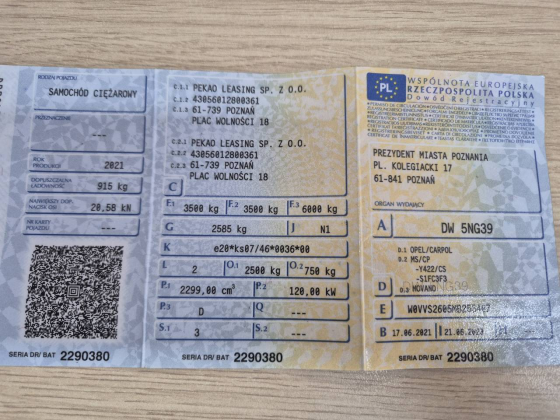 RODZAJ POJAZDU
SAMOCHÓD CIĘŻAROWY
PRZEZNACZENIE
---
ROK PRODUKCJI 2021
DOPUSZCZALNA ŁADOWNOŚĆ 915 kg
NAJWIĘKSZY DOP. NACISK OSI 20,58 kN
NR KARTY POJAZDU ---
SERIA DR/ BAT 2290380
C.1.1 PEKAO LEASING SP. Z O.O.
C.1.2 43056012800361
C.1.3 61-739 POZNAŃ
PLAC WOLNOŚCI 18
C.2.1 PEKAO LEASING SP. Z O.O.
C.2.2 43056012800361
C.2.3 61-739 POZNAŃ
PLAC WOLNOŚCI 18
C
F.1 3500 kg F.2 3500 kg F.3 6000 kg
G 2585 kg J N1
K e20*ks07/46*0036*00
L 2 O.1 2500 kg O.2 750 kg
P.1 2299,00 cm³ P.2 120,00 kW
P.3 D Q ---
S.1 3 S.2 ---
SERIA DR/ BAT 2290380
PL
WSPÓLNOTA EUROPEJSKA
RZECZPOSPOLITA POLSKA
Dowód Rejestracyjny
PREZYDENT MIASTA POZNANIA
PL. KOLEGIACKI 17
61-841 POZNAŃ
ORGAN WYDAJĄCY
A DW 5NG39
D.1 OPEL/CARPOL
D.2 MS/CP
-Y422/CS
-S1FC3F3
D D.3 MOVANO
E
B 17.06.2021 I
SERIA DR/ BAT 2290380